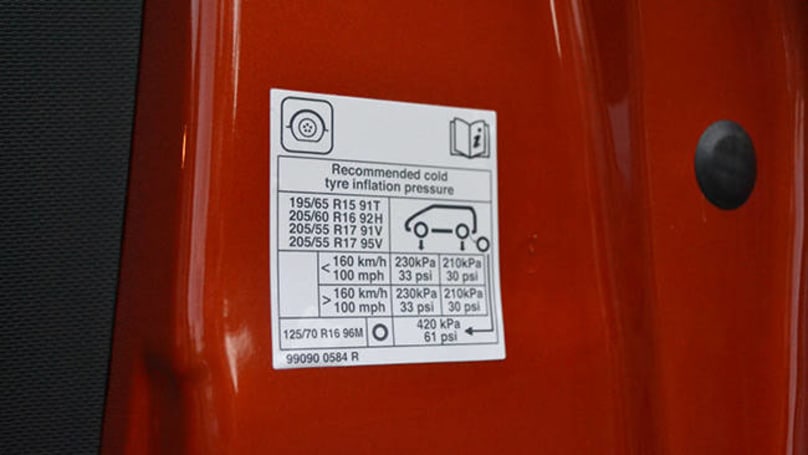 i
Recommended cold
tyre inflation pressure
195/65 R15 91T
205/60 R16 92H
205/55 R17 91V
205/55 R17 95V
< 160 km/h 230kPa 210kPa
100 mph 33 psi 30 psi
> 160 km/h 230kPa 210kPa
100 mph 33 psi 30 psi
125/70 R16 96M 420 kPa
61 psi
99090 0584 R